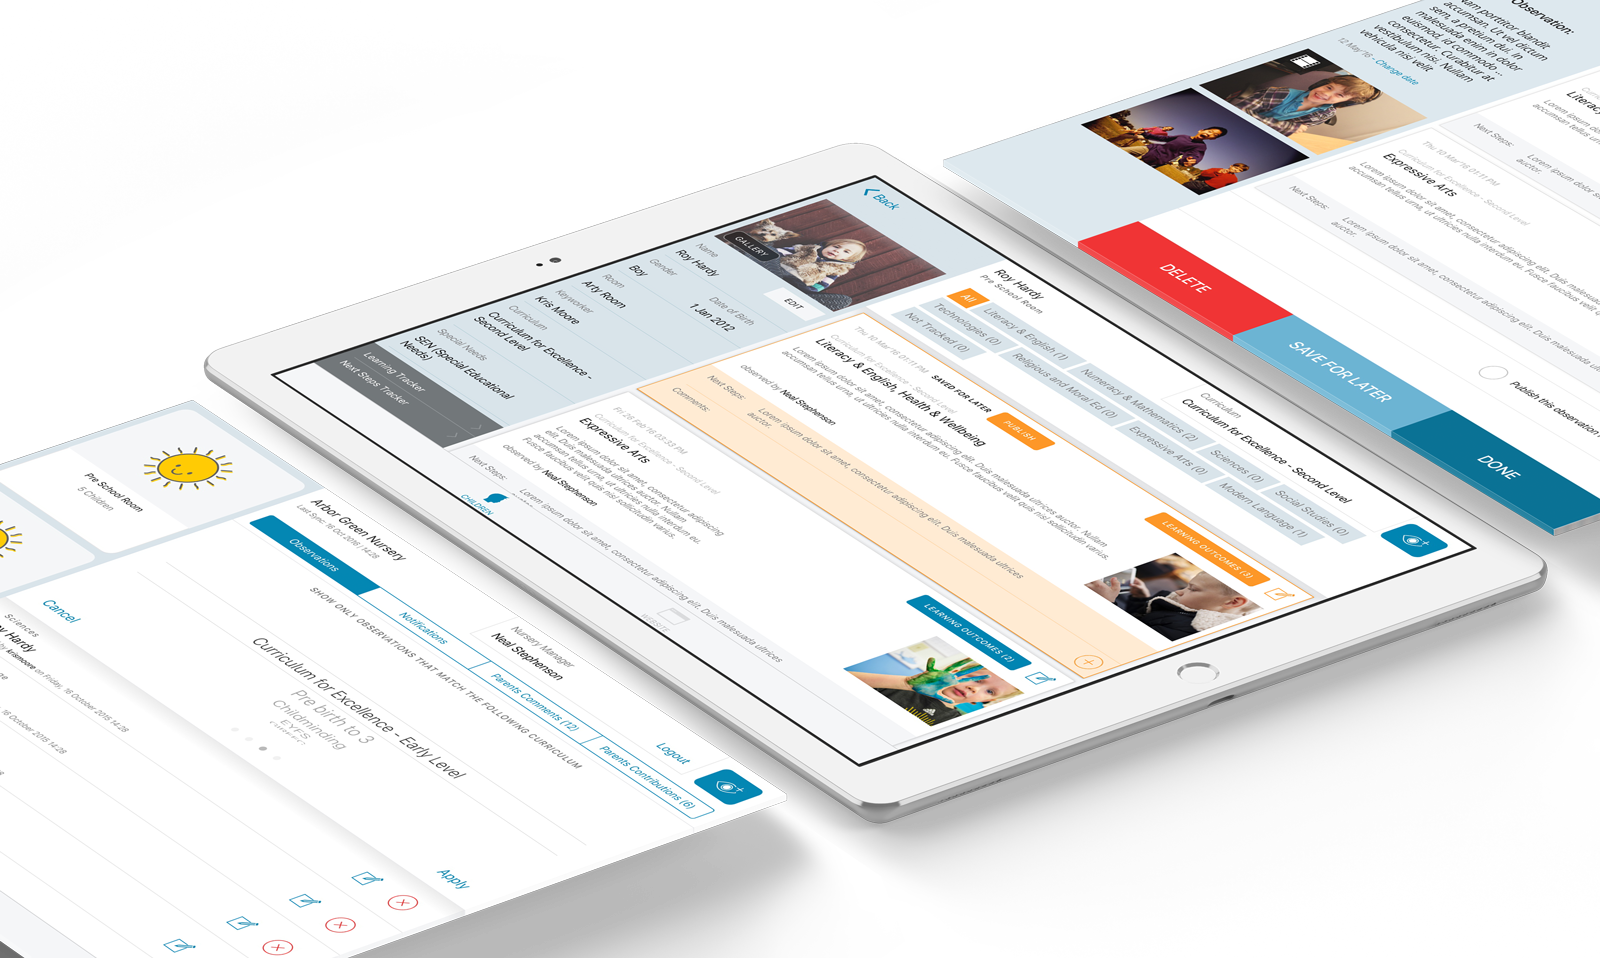 Back
GALLERY
Name
Roy Hardy
Gender
Boy
Date of Birth
1 Jan 2012
Room
Arty Room
Keyworker
Kris Moore
Curriculum
Curriculum for Excellence -
Second Level
Special Needs
SEN (Special Educational
Needs)
EDIT
Learning Tracker
Next Steps Tracker
CHILDREN
WEBSITE
Roy Hardy
Pre School Room
Curriculum
Curriculum for Excellence - Second Level
All
Literacy & English (1)
Numeracy & Mathematics (2)
Sciences (0)
Social Studies (0)
Technologies (0)
Religious and Moral Ed (0)
Expressive Arts (0)
Modern Language (1)
Not Tracked (0)
Thu 10 Mar'16 01:11 PM
SAVED FOR LATER
PUBLISH
Curriculum for Excellence - Second Level
Literacy & English, Health & Wellbeing
Lorem ipsum dolor sit amet, consectetur adipiscing elit. Duis malesuada ultrices auctor. Nullam
accumsan tellus urna, ut ultricies nulla interdum eu. Fusce faucibus velit quis nisi sollicitudin varius.
observed by Neal Stephenson
Next Steps:
Lorem ipsum dolor sit amet, consectetur adipiscing elit. Duis malesuada ultrices
auctor.
Comments:
LEARNING OUTCOMES (3)
Fri 26 Feb'16 03:33 PM
Curriculum for Excellence - Second Level
Expressive Arts
Lorem ipsum dolor sit amet, consectetur adipiscing
elit. Duis malesuada ultrices auctor. Nullam
accumsan tellus urna, ut ultricies nulla interdum eu.
Fusce faucibus velit quis nisi sollicitudin varius.
observed by Neal Stephenson
Next Steps:
Lorem ipsum dolor sit amet, consectetur adipiscing elit. Duis malesuada ultrices
LEARNING OUTCOMES (2)
Observation:
porttitor blandit
accumsan. Ut vel dictum
sem, a pretium dui. In
malesuada enim in dolor
euismod, id commodo ...
consectetur. Curabitur at
vestibulum nisi. Nullam
vehicula nisi velit
12 May'16 - Change date
Lorem ipsum
accumsan tellus
Next Steps:
Lorem ipsum dolor
auctor.
Thu 10 Mar'16 01:11 PM
Curriculum for Excellence - Second Level
Expressive Arts
Lorem ipsum dolor sit amet, consectetur adipiscing elit. Duis
accumsan tellus urna, ut ultricies nulla interdum eu. Fusce faucibus velit
Next Steps:
Lorem ipsum dolor sit amet, consectetur adipiscing elit. Duis malesuada
auctor.
DELETE
SAVE FOR LATER
DONE
Publish this observation
Pre School Room
5 Children
Arbor Green Nursery
Last Sync: 16 Oct 2016 | 14:28
Nursery Manager
Neal Stephenson
Logout
Observations
Notifications
Parents Comments (12)
Parents Contributions (6)
SHOW ONLY OBSERVATIONS THAT MATCH THE FOLLOWING CURRICULUM
Cancel
Curriculum for Excellence - Early Level
Pre birth to 3
Childminding
EYFS
Apply
Sciences
Hardy
krismoore on Friday, 16 October 2015 14:28
16 October 2015 14:28